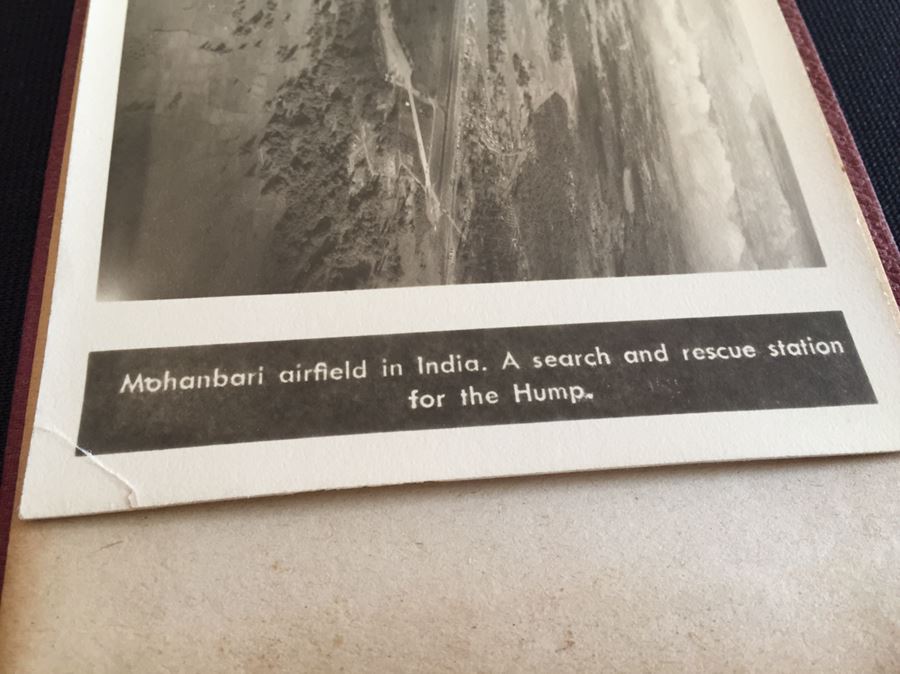 Mohanbari airfield in India. A search and rescue station
for the Hump.